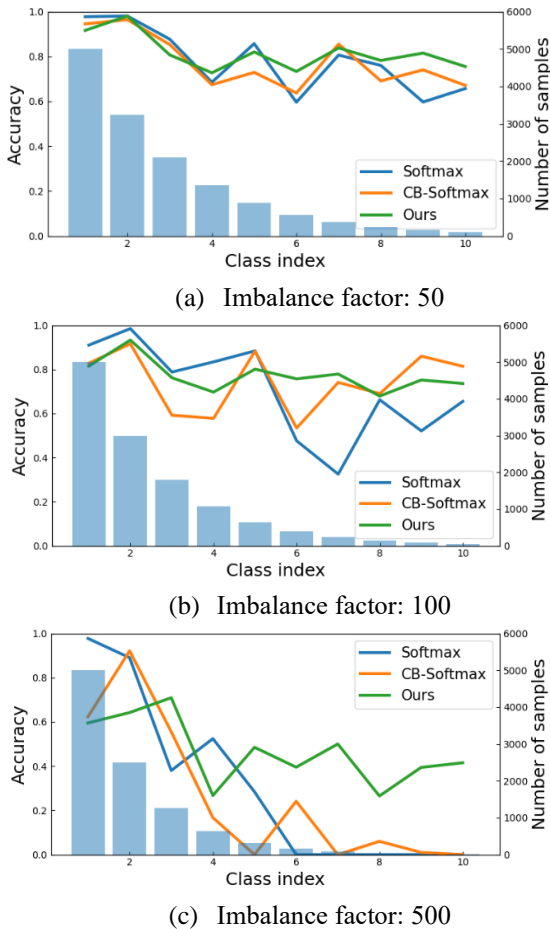 1.0
0.8
0.6
0.4
0.2
0.0
Accuracy
6000
5000
4000
3000
2000
1000
0
Number of samples
Softmax
CB-Softmax
Ours
2 4 6 8 10
Class index
(a) Imbalance factor: 50
1.0
0.8
0.6
0.4
0.2
0.0
Accuracy
6000
5000
4000
3000
2000
1000
0
Number of samples
Softmax
CB-Softmax
Ours
2 4 6 8 10
Class index
(b) Imbalance factor: 100
1.0
0.8
0.6
0.4
0.2
0.0
Accuracy
6000
5000
4000
3000
2000
1000
0
Number of samples
Softmax
CB-Softmax
Ours
2 4 6 8 10
Class index
(c) Imbalance factor: 500